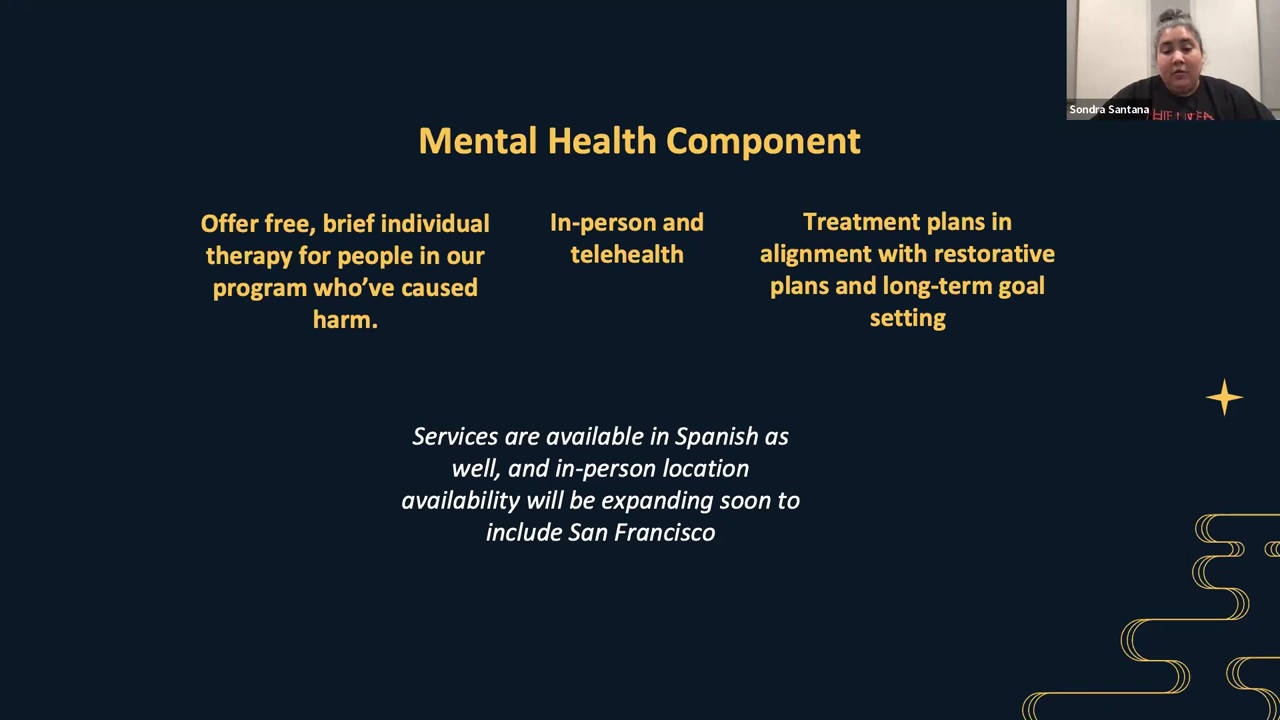 Sondra Santana
Mental Health Component
Offer free, brief individual
therapy for people in our
program who’ve caused
harm.
In-person and
telehealth
Treatment plans in
alignment with restorative
plans and long-term goal
setting
Services are available in Spanish as
well, and in-person location
availability will be expanding soon to
include San Francisco